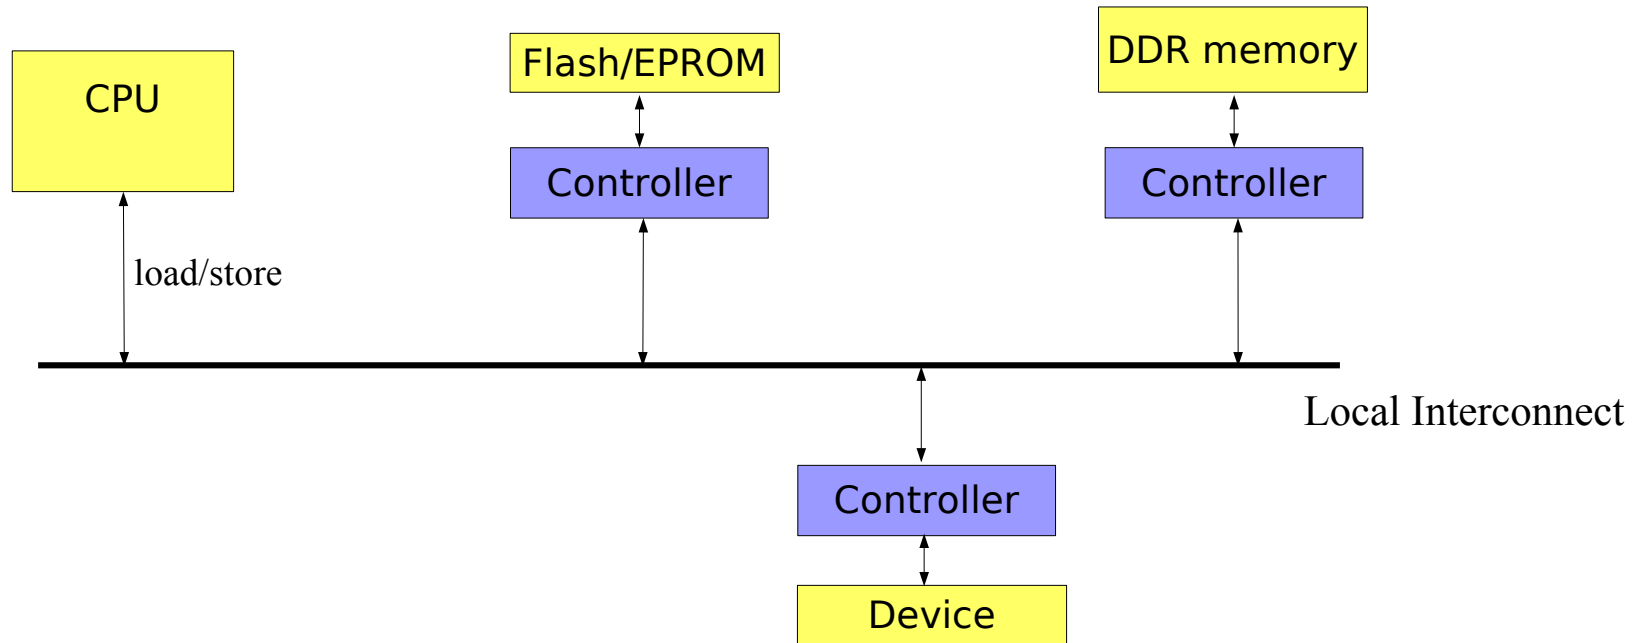 CPU
Flash/EPROM
DDR memory
Controller
Controller
load/store
Local Interconnect
Controller
Device